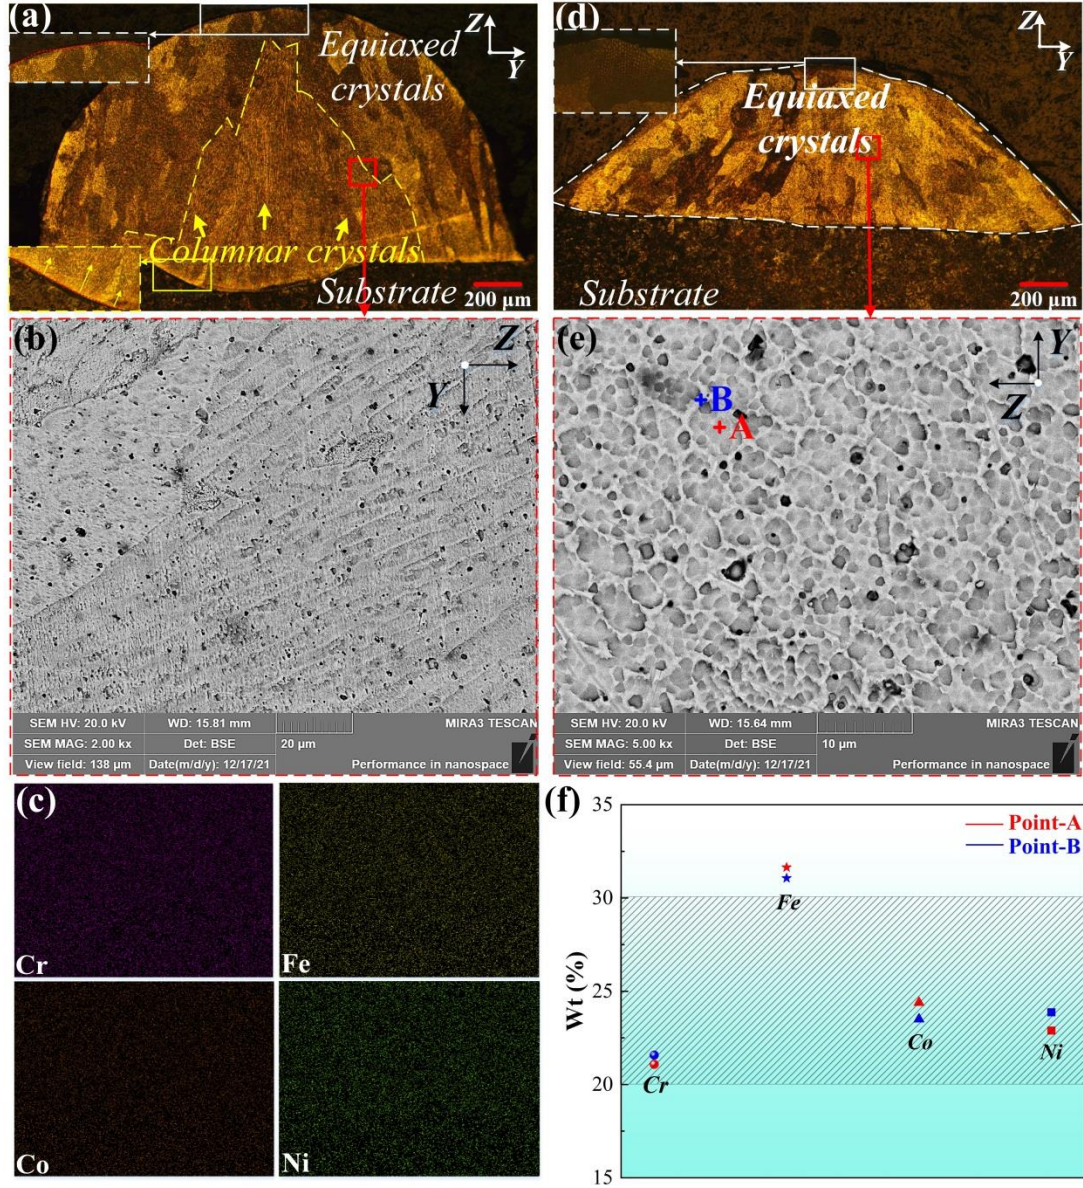 (a)
Z
Y
Equiaxed
crystals
Columnar crystals
Substrate
200 μm
(d)
Z
Y
Equiaxed
crystals
Substrate
200 μm
(b)
Z
Y
SEM HV: 20.0 kV
WD: 15.81 mm
MIRA3 TESCAN
SEM MAG: 2.00 kx
Det: BSE
20 μm
View field: 138 μm
Date(m/d/y): 12/17/21
Performance in nanospace
(e)
Y
Z
B
A
SEM HV: 20.0 kV
WD: 15.64 mm
MIRA3 TESCAN
SEM MAG: 5.00 kx
Det: BSE
10 μm
View field: 55.4 μm
Date(m/d/y): 12/17/21
Performance in nanospace
(c)
Cr
Fe
Co
Ni
(f)
35
30
25
20
15
Wt (%)
Point-A
Point-B
Fe
Co
Ni
Cr